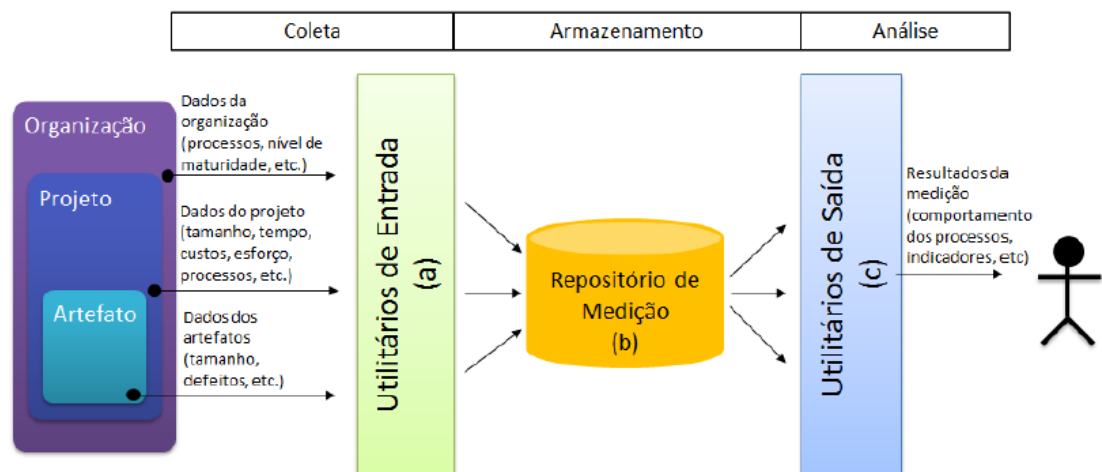 Coleta
Armazenamento
Análise
Organização
Projeto
Artefato
Dados da
organização
(processos, nível de
maturidade, etc.)
Dados do projeto
(tamanho, tempo,
custos, esforço,
processos, etc.)
Dados dos
artefatos
(tamanho,
defeitos, etc.)
Utilitários de Entrada
(a)
Repositório de
Medição
(b)
Utilitários de Saída
(c)
Resultados da
medição
(comportamento
dos processos,
indicadores, etc)